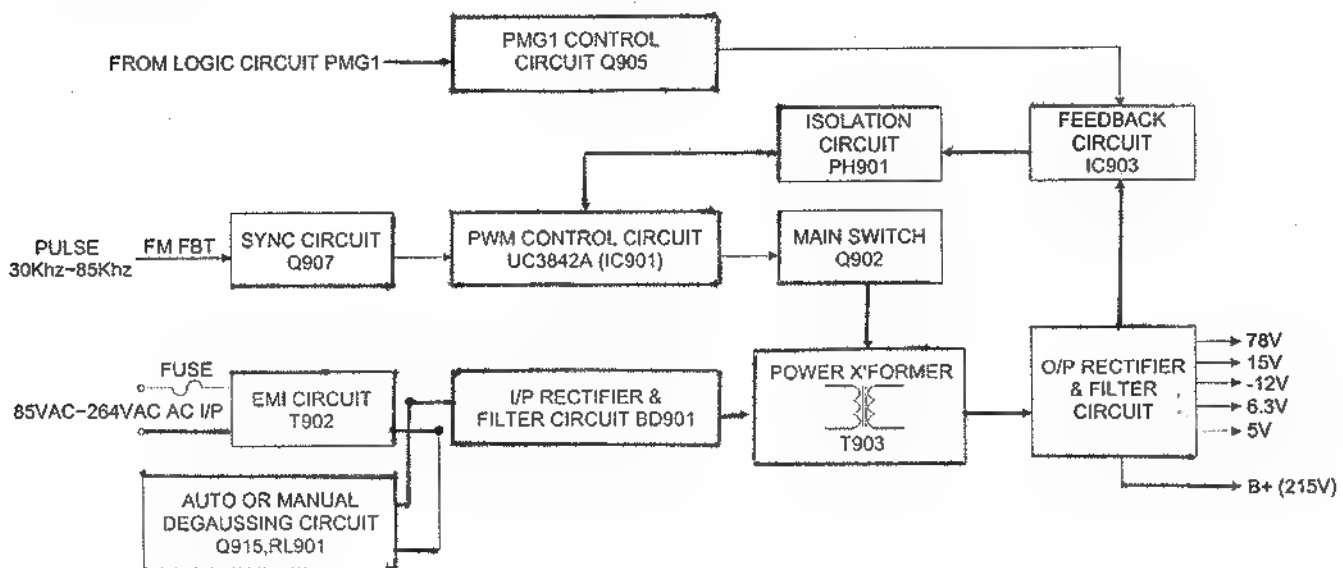 PMG1 CONTROL
CIRCUIT Q905
FROM LOGIC CIRCUIT PMG1
ISOLATION
CIRCUIT
PH901
FEEDBACK
CIRCUIT
IC903
PULSE
30Khz~85Khz
FM FBT
SYNC CIRCUIT
Q907
PWM CONTROL CIRCUIT
UC3842A (IC901)
MAIN SWITCH
Q902
FUSE
85VAC~264VAC AC I/P
EMI CIRCUIT
T902
I/P RECTIFIER &
FILTER CIRCUIT BD901
POWER X'FORMER
T903
O/P RECTIFIER
& FILTER
CIRCUIT
78V
15V
-12V
6.3V
5V
B+ (215V)
AUTO OR MANUAL
DEGAUSSING CIRCUIT
Q915,RL901